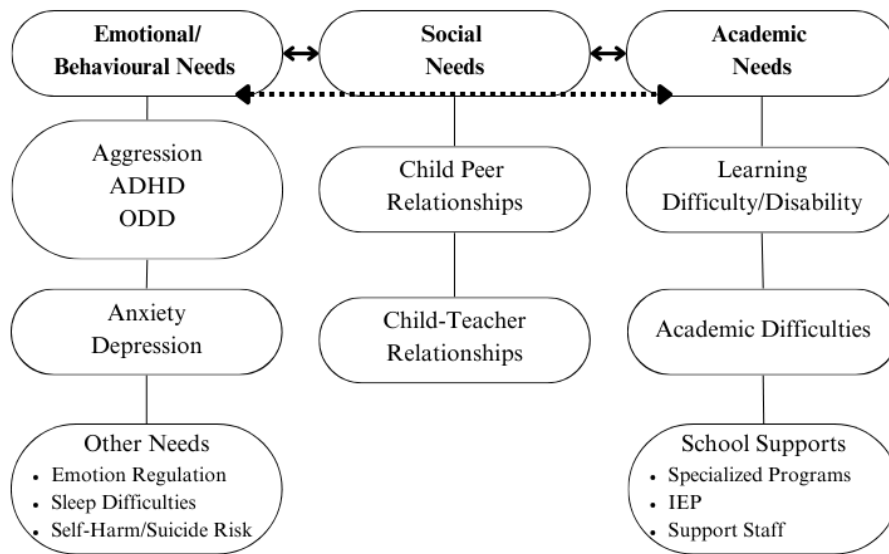 Emotional/
Behavioural Needs
Social
Needs
Academic
Needs
Aggression
ADHD
ODD
Child Peer
Relationships
Learning
Difficulty/Disability
Anxiety
Depression
Child-Teacher
Relationships
Academic Difficulties
Other Needs
• Emotion Regulation
• Sleep Difficulties
• Self-Harm/Suicide Risk
School Supports
• Specialized Programs
• IEP
• Support Staff